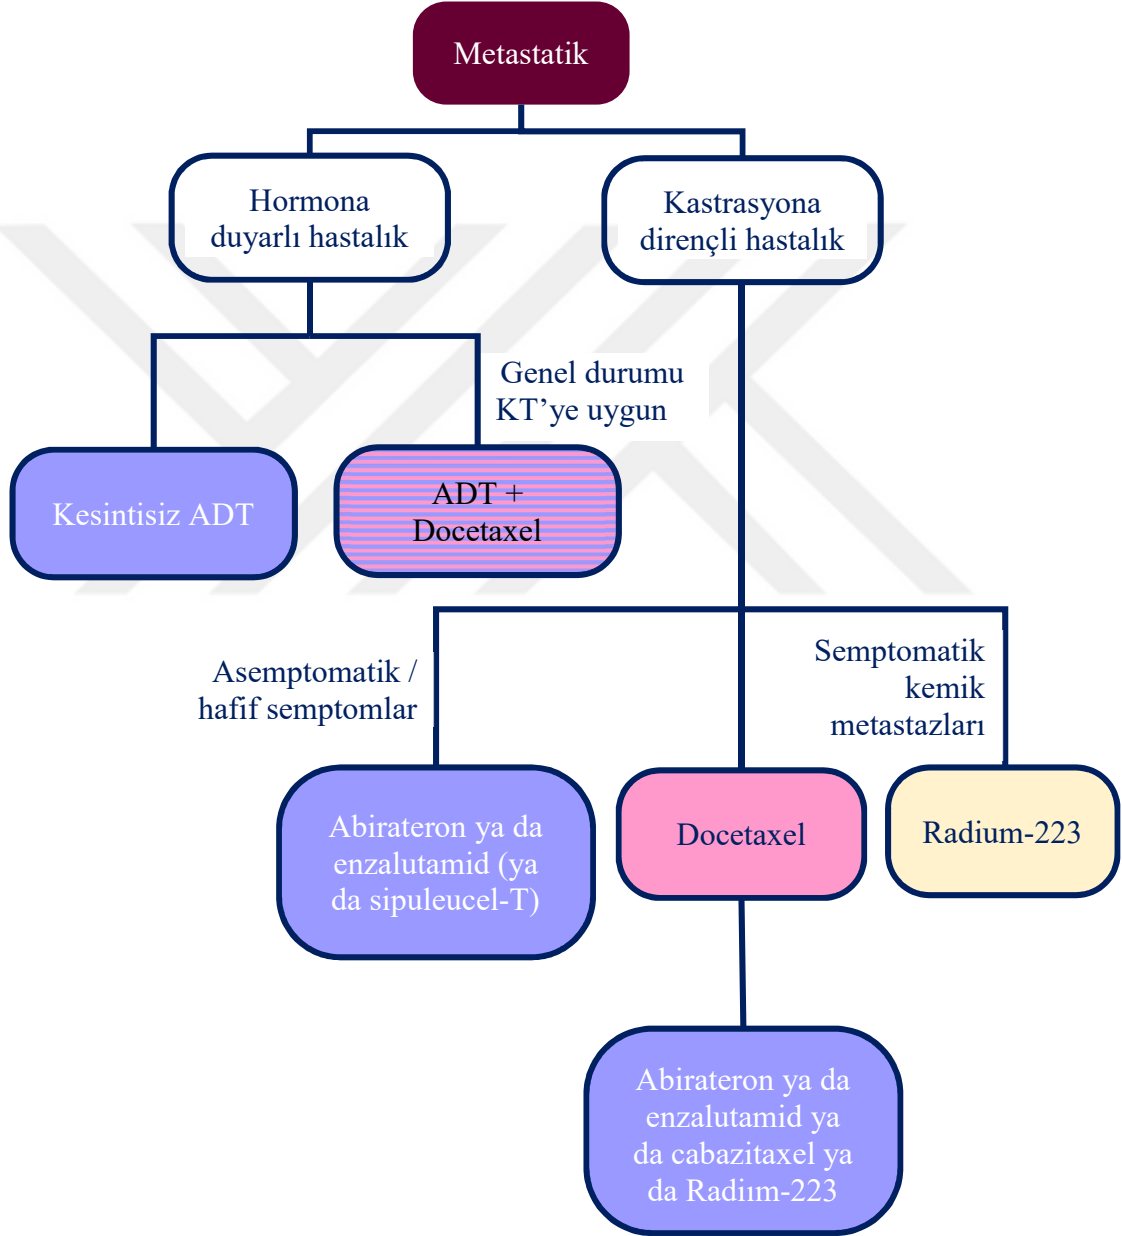 Metastatik
Hormona
duyarlı hastalık
Kastrasyona
dirençli hastalık
Genel durumu
KT’ye uygun
Kesintisiz ADT
ADT +
Docetaxel
Asemptomatik /
hafif semptomlar
Semptomatik
kemik
metastazları
Abirateron ya da
enzalutamid (ya
da sipuleucel-T)
Docetaxel
Radium-223
Abirateron ya da
enzalutamid ya
da cabazitaxel ya
da Radiım-223